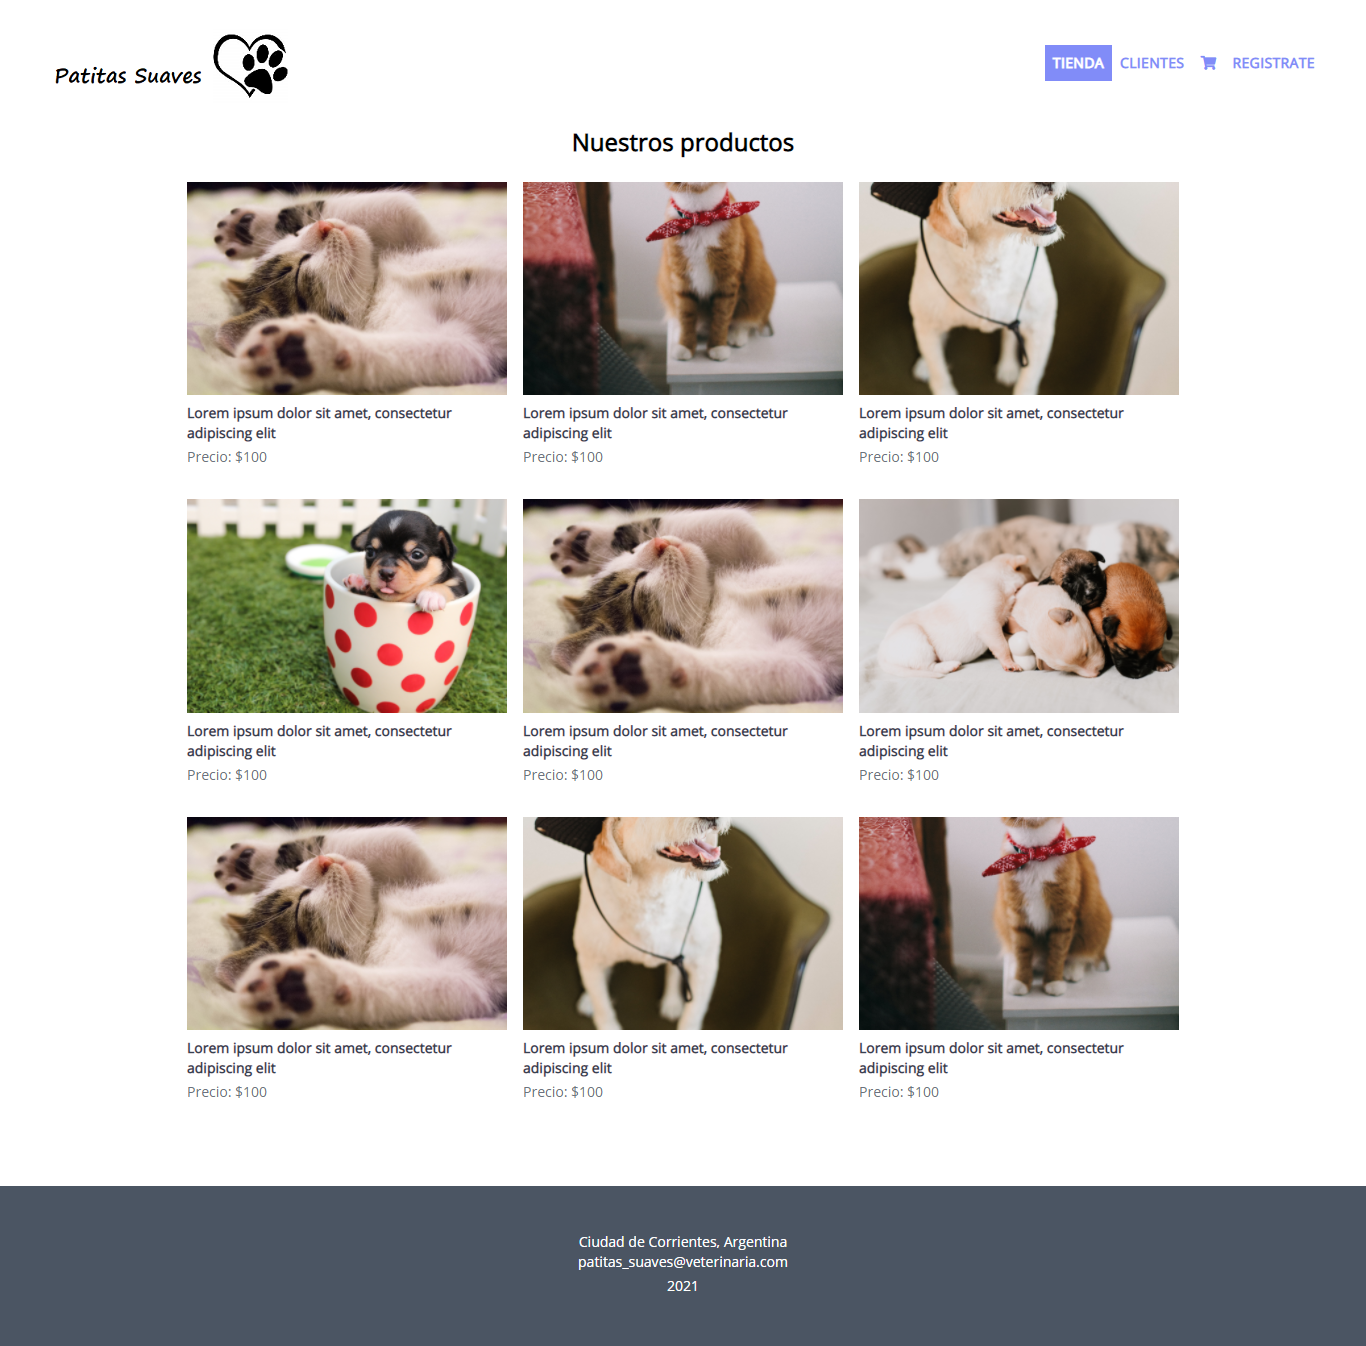 Patitas Suaves
TIENDA CLIENTES REGISTRATE
Nuestros productos
Lorem ipsum dolor sit amet, consectetur
adipiscing elit
Precio: $100
Lorem ipsum dolor sit amet, consectetur
adipiscing elit
Precio: $100
Lorem ipsum dolor sit amet, consectetur
adipiscing elit
Precio: $100
Lorem ipsum dolor sit amet, consectetur
adipiscing elit
Precio: $100
Lorem ipsum dolor sit amet, consectetur
adipiscing elit
Precio: $100
Lorem ipsum dolor sit amet, consectetur
adipiscing elit
Precio: $100
Lorem ipsum dolor sit amet, consectetur
adipiscing elit
Precio: $100
Lorem ipsum dolor sit amet, consectetur
adipiscing elit
Precio: $100
Lorem ipsum dolor sit amet, consectetur
adipiscing elit
Precio: $100
Ciudad de Corrientes, Argentina
patitas_suaves@veterinaria.com
2021